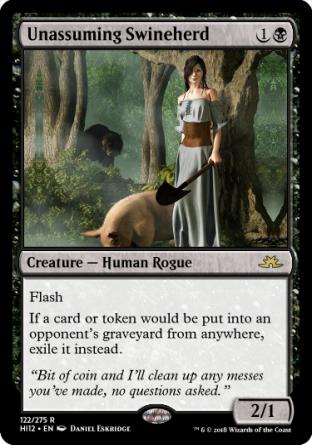 Unassuming Swineherd 1
Creature — Human Rogue
Flash
If a card or token would be put into
an opponent's graveyard from anywhere,
exile it instead.
“Bit of coin and I'll clean up any messes
you've made, no questions asked.”
2/1
122/275 R
HI12 • EN DANIEL ESKRIDGE
™ & © 2018 Wizards of the Coast